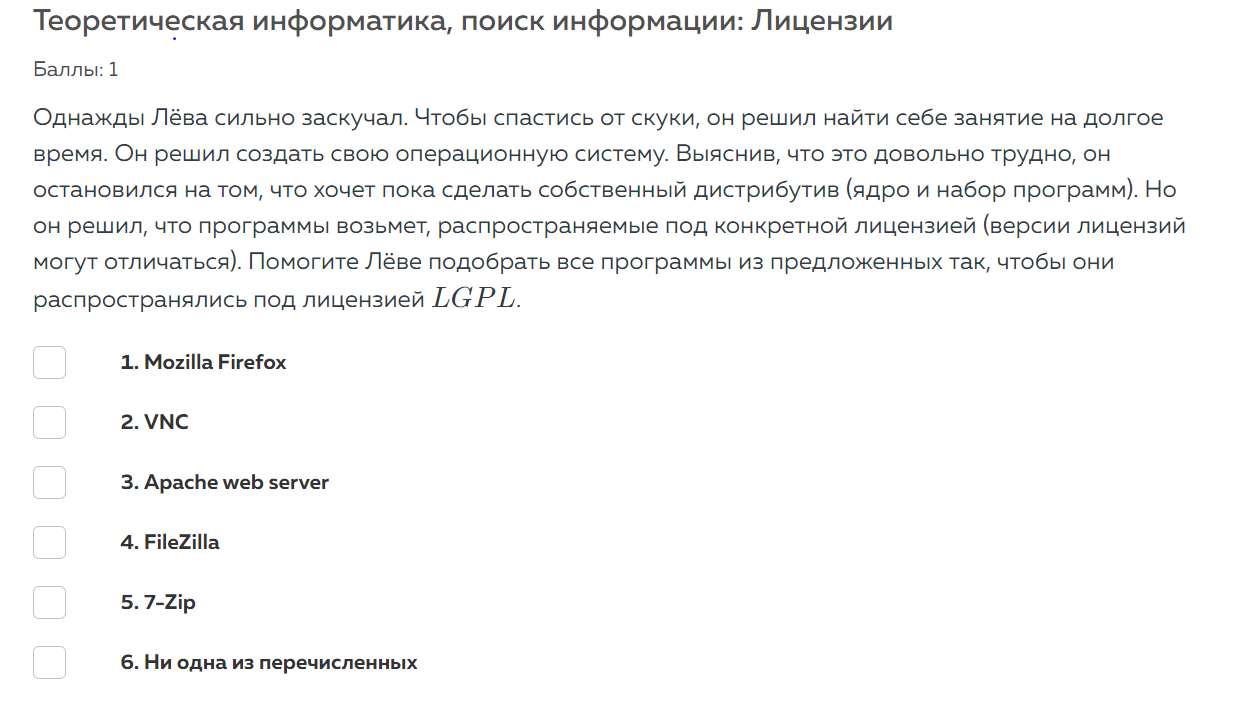 Теоретическая информатика, поиск информации: Лицензии
Баллы: 1
Однажды Лёва сильно заскучал. Чтобы спастись от скуки, он решил найти себе занятие на долгое
время. Он решил создать свою операционную систему. Выяснив, что это довольно трудно, он
остановился на том, что хочет пока сделать собственный дистрибутив (ядро и набор программ). Но
он решил, что программы возьмет, распространяемые под конкретной лицензией (версии лицензий
могут отличаться). Помогите Лёве подобрать все программы из предложенных так, чтобы они
распространялись под лицензией LGPL.
1. Mozilla Firefox
2. VNC
3. Apache web server
4. FileZilla
5. 7-Zip
6. Ни одна из перечисленных